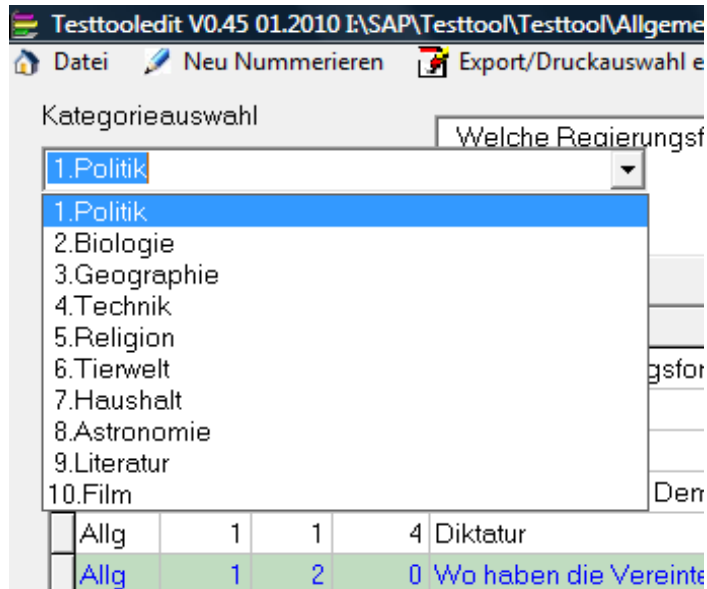 Testtooledit V0.45 01.2010 I:\SAP\Testtool\Testtool\Allgeme
Datei Neu Nummerieren Export/Druckauswahl e
Kategorieauswahl
Welche Regierungsf
1.Politik
1.Politik
2.Biologie
3.Geographie
4.Technik
5.Religion
6.Tierwelt
gsfor
7.Haushalt
8.Astronomie
9.Literatur
10.Film
Dem
Allg 1 1 4 Diktatur
Allg 1 2 0 Wo haben die Vereinte